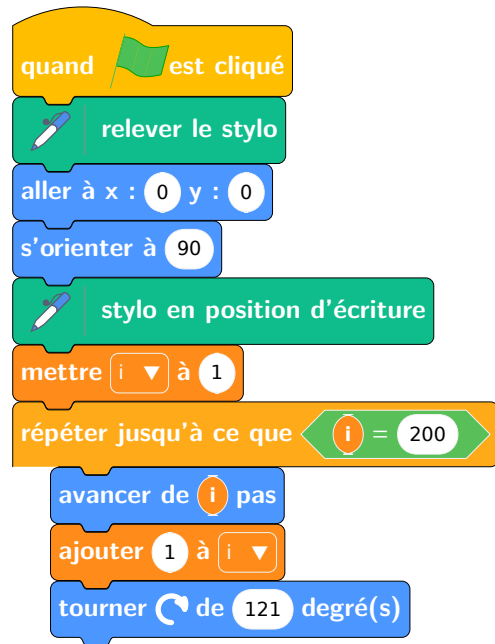 quand est cliqué
relever le stylo
aller à x : 0 y : 0
s'orienter à 90
stylo en position d'écriture
mettre i à 1
répéter jusqu'à ce que i = 200
avancer de i pas
ajouter 1 à i
tourner de 121 degré(s)